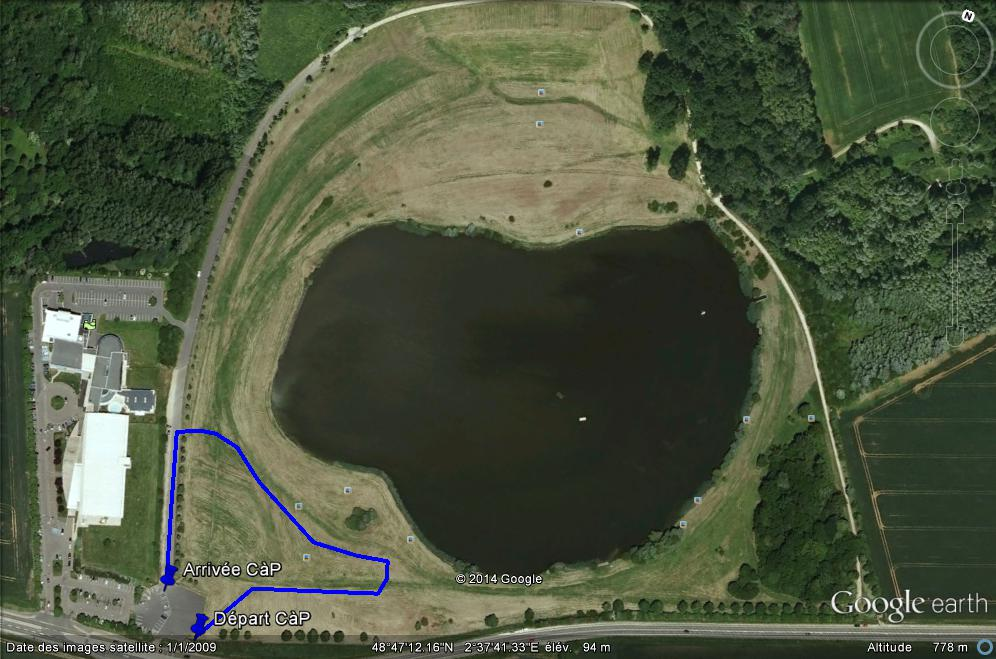 N
Arrivée CàP
Départ CàP
© 2014 Google
Google earth
Date des images satellite : 1/1/2009 48°47'12.16"N 2°37'41.33"E élév. 94 m Altitude 778 m